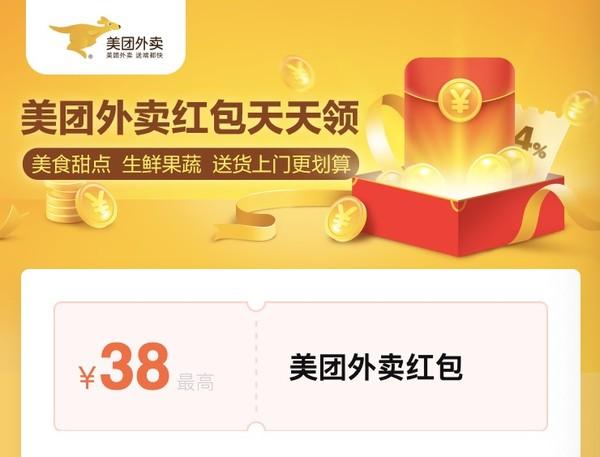 美团外卖
美团外卖 送啥都快
美团外卖红包天天领
美食甜点 生鲜果蔬 送货上门更划算
¥
4%
¥
¥
¥38 最高
美团外卖红包